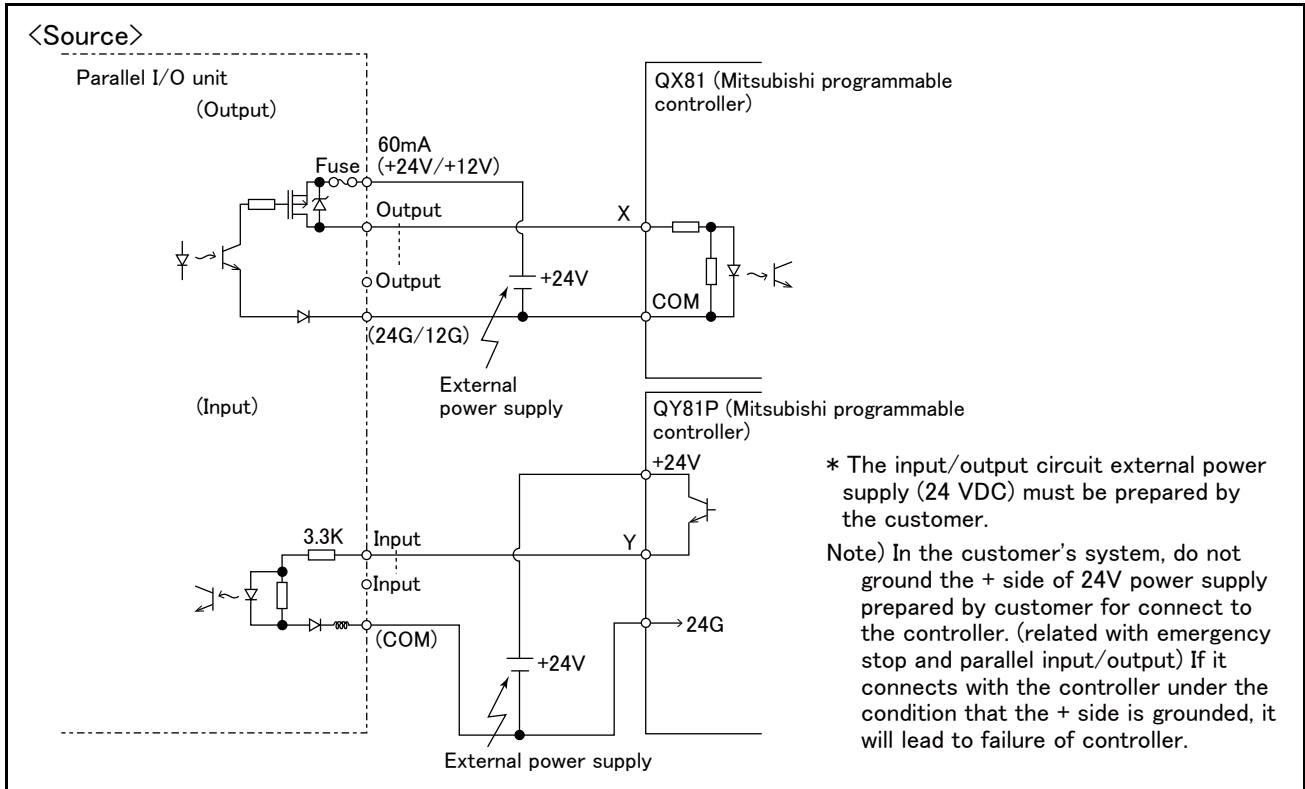 <Source>
Parallel I/O unit
(Output)
QX81 (Mitsubishi programmable
controller)
60mA
(+24V/+12V)
Fuse
Output
X
Output
+24V
COM
(24G/12G)
External
power supply
(Input)
QY81P (Mitsubishi programmable
controller)
+24V
3.3K
Input
Y
Input
(COM)
24G
+24V
External power supply
* The input/output circuit external power
supply (24 VDC) must be prepared by
the customer.
Note) In the customer's system, do not
ground the + side of 24V power supply
prepared by customer for connect to
the controller. (related with emergency
stop and parallel input/output) If it
connects with the controller under the
condition that the + side is grounded, it
will lead to failure of controller.